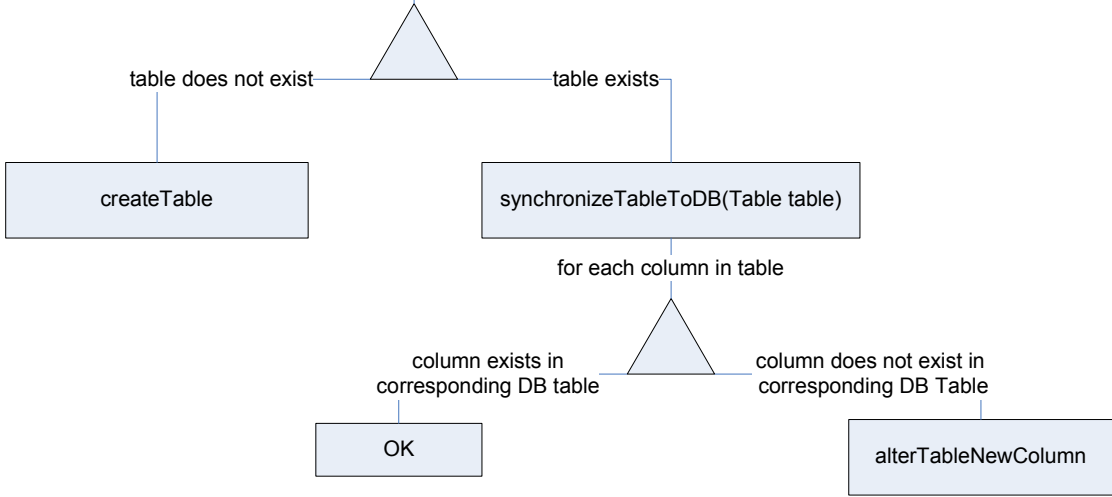 table does not exist
table exists
createTable
synchronizeTableToDB(Table table)
for each column in table
column exists in
corresponding DB table
column does not exist in
corresponding DB Table
OK
alterTableNewColumn